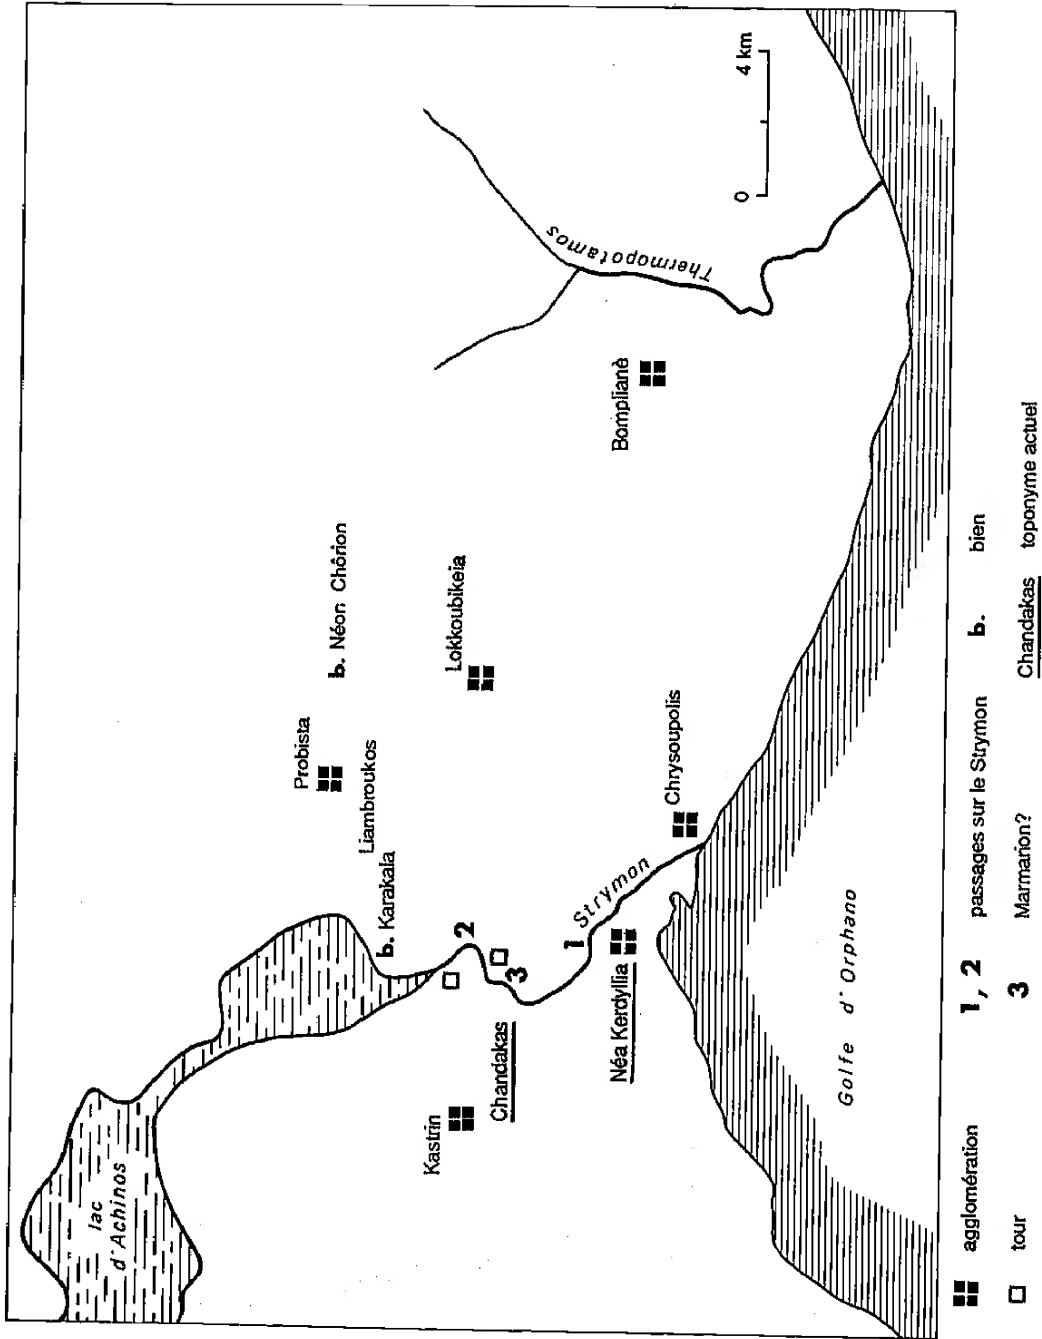 lac
d'Achinos
Probista
b. Néon Chôrion
Liambroukos
b. Karakala
Lokkoubikeia
Kastrin
2
3
Chandakas
1
Strymon
Néa Kerdyllia
Chrysoupolis
Bomplianè
Thermopotamos
0 4 km
Golfe d'Orphano
agglomération
tour
1, 2 passages sur le Strymon
3 Marmarion?
b. bien
Chandakas toponyme actuel